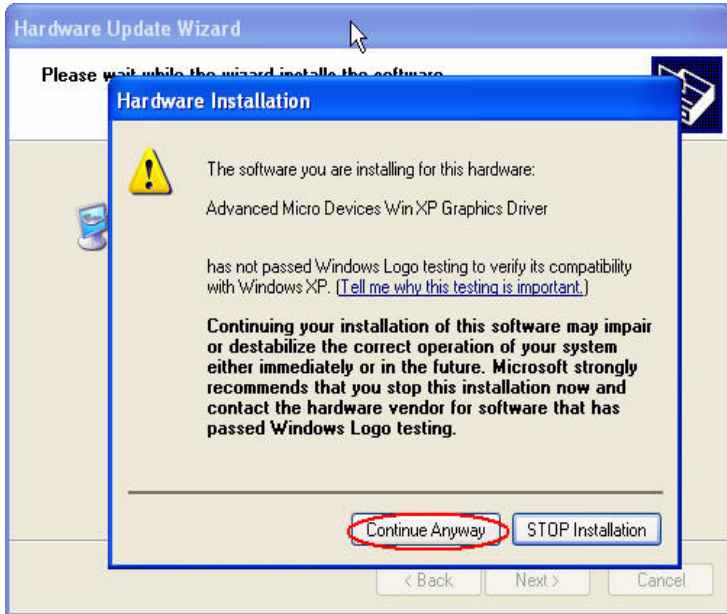 Hardware Update Wizard
Please wait while the wizard installs the software
Hardware Installation
The software you are installing for this hardware:
Advanced Micro Devices Win XP Graphics Driver
has not passed Windows Logo testing to verify its compatibility
with Windows XP. (Tell me why this testing is important.)
Continuing your installation of this software may impair
or destabilize the correct operation of your system
either immediately or in the future. Microsoft strongly
recommends that you stop this installation now and
contact the hardware vendor for software that has
passed Windows Logo testing.
Continue Anyway
STOP Installation
< Back
Next >
Cancel